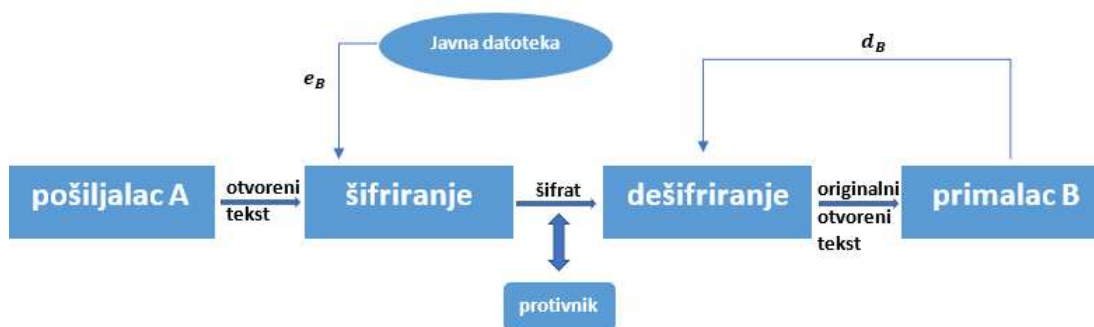 Javna datoteka
d_B
e_B
pošiljalac A
otvoreni
tekst
šifriranje
šifrat
dešifriranje
originalni
otvoreni
tekst
primalac B
protivnik